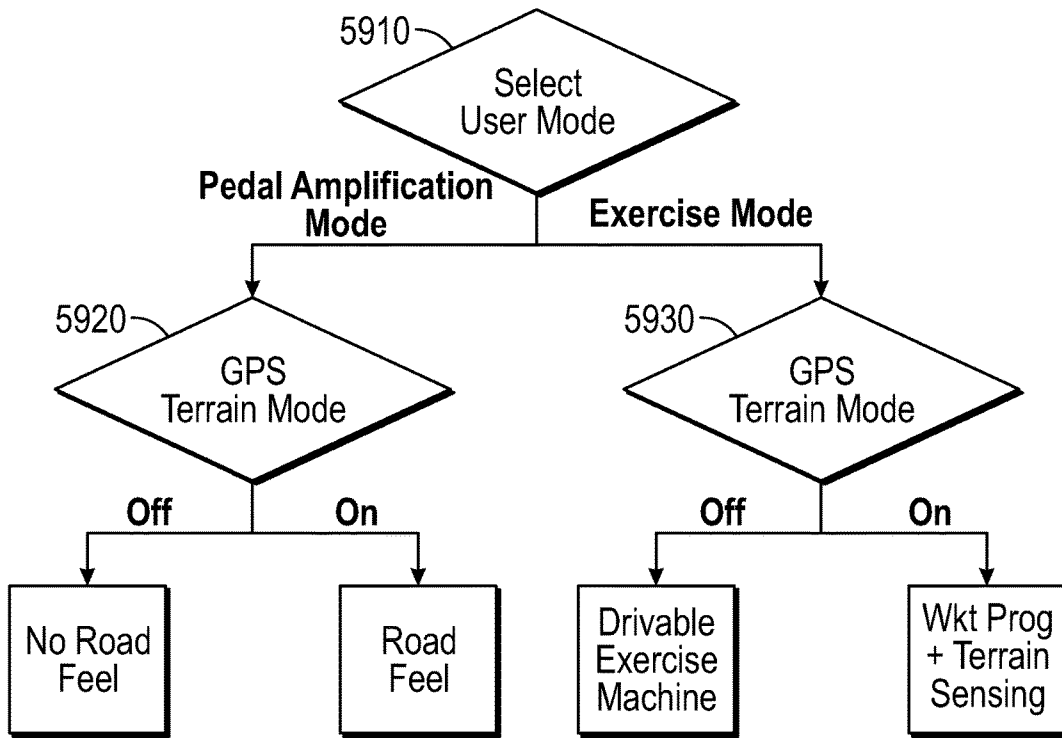 5910
Select
User Mode
Pedal Amplification
Mode
Exercise Mode
5920
GPS
Terrain Mode
5930
GPS
Terrain Mode
Off
On
Off
On
No Road
Feel
Road
Feel
Drivable
Exercise
Machine
Wkt Prog
+ Terrain
Sensing